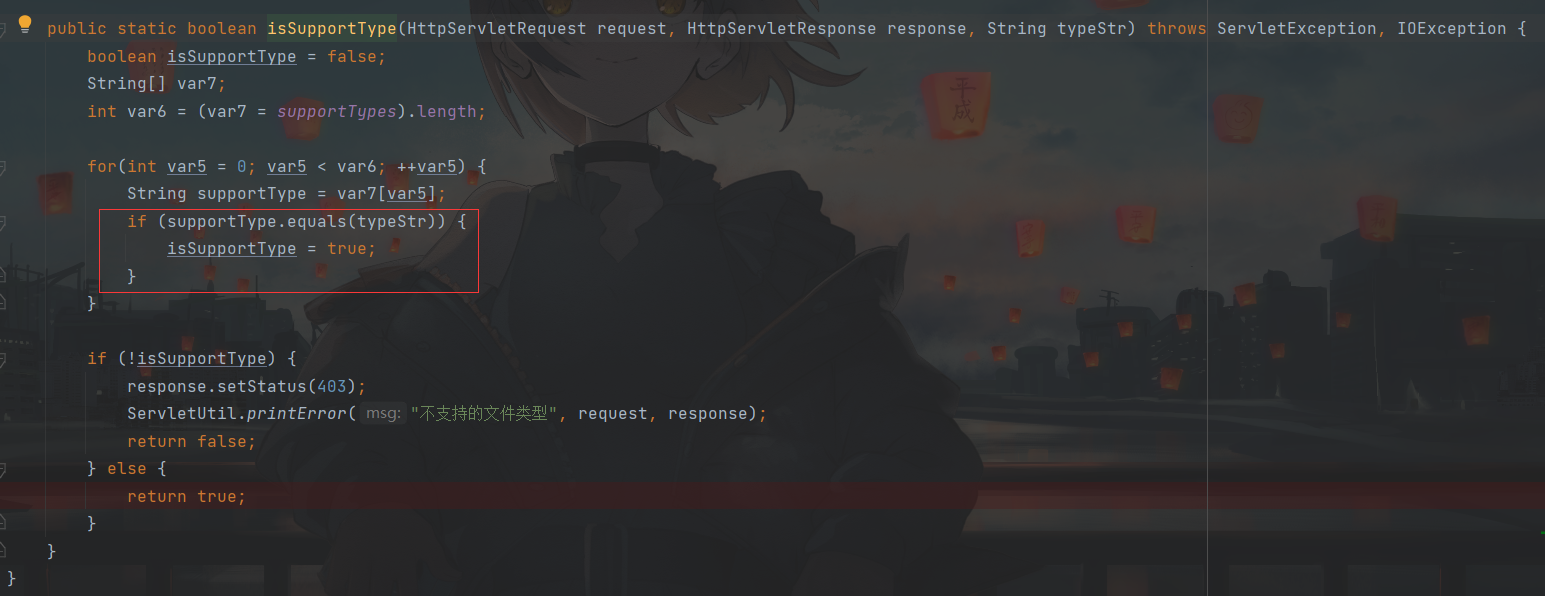 public static boolean isSupportType(HttpServletRequest request, HttpServletResponse response, String typeStr) throws ServletException, IOException {
boolean isSupportType = false;
String[] var7;
int var6 = (var7 = supportTypes).length;
for(int var5 = 0; var5 < var6; ++var5) {
String supportType = var7[var5];
if (supportType.equals(typeStr)) {
isSupportType = true;
}
}
if (!isSupportType) {
response.setStatus(403);
ServletUtil.printError( msg: "不支持的文件类型", request, response);
return false;
} else {
return true;
}
}
}
平成